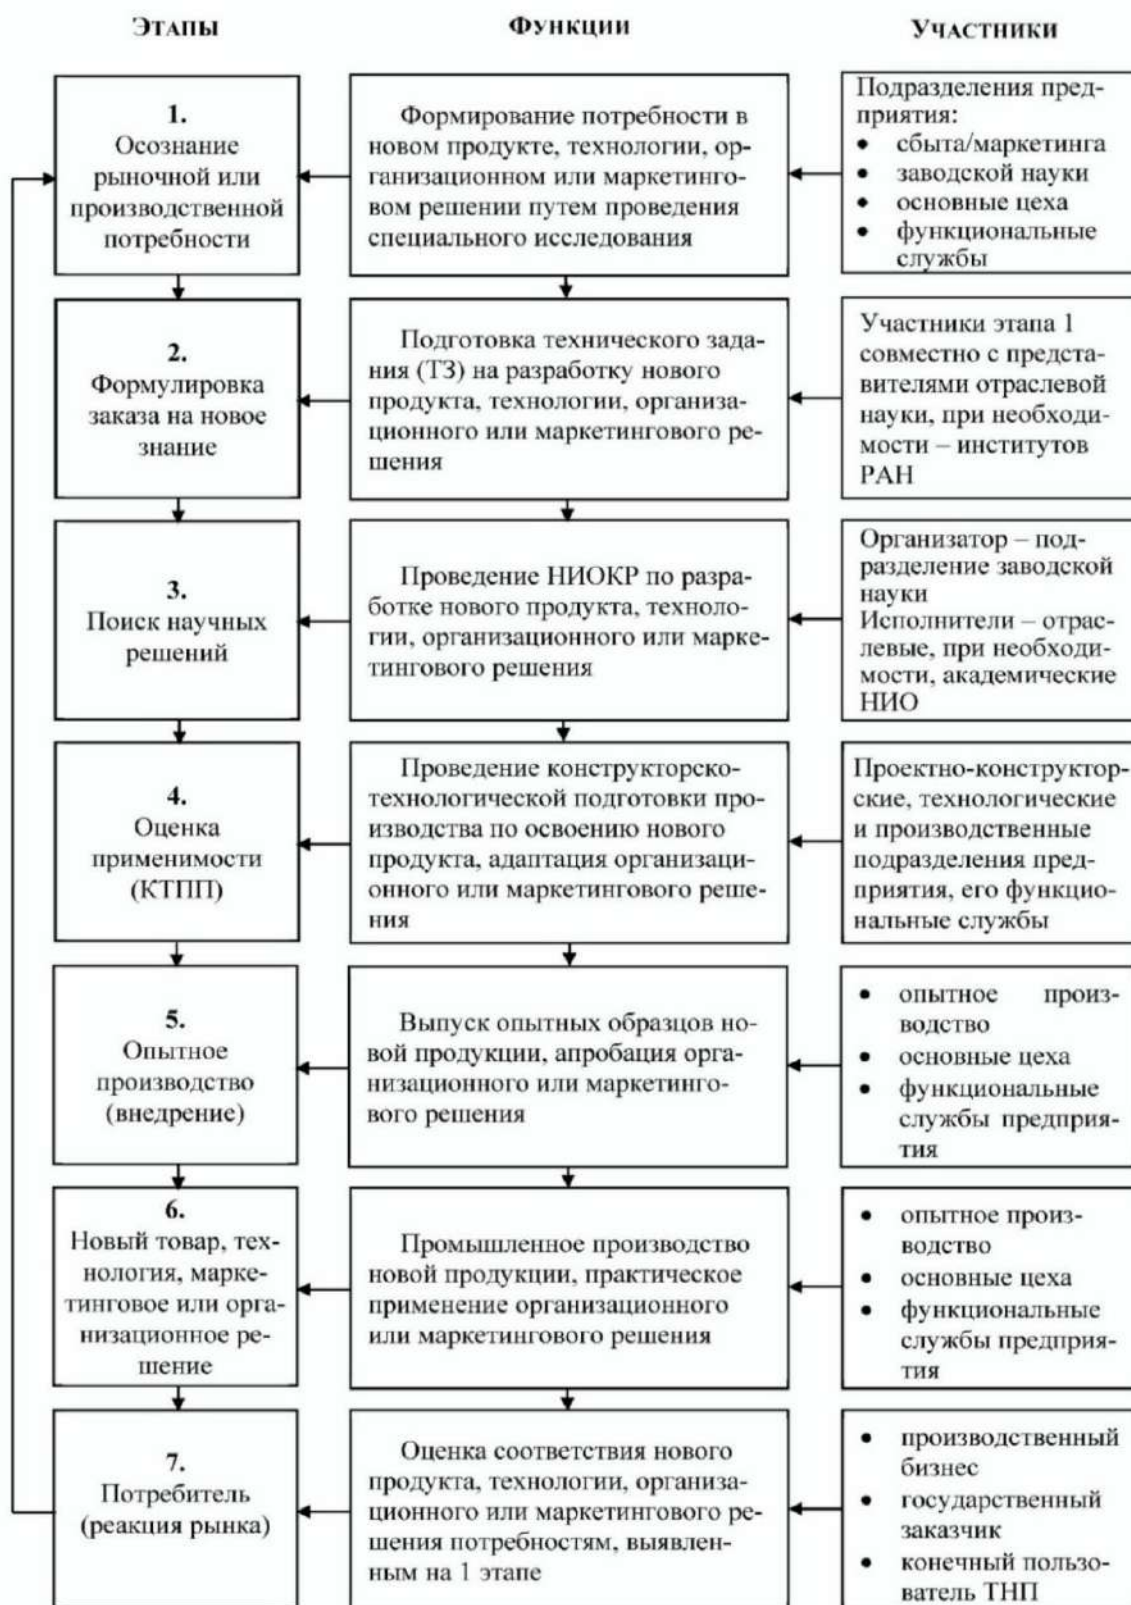 ЭТАПЫ
ФУНКЦИИ
УЧАСТНИКИ
1.
Осознание
рыночной или
производственной
потребности
Формирование потребности в
новом продукте, технологии, ор-
ганизационном или маркетинго-
вом решении путем проведения
специального исследования
Подразделения пред-
приятия:
• сбыта/маркетинга
• заводской науки
• основные цеха
• функциональные
службы
2.
Формулировка
заказа на новое
знание
Подготовка технического зада-
ния (ТЗ) на разработку нового
продукта, технологии, организа-
ционного или маркетингового ре-
шения
Участники этапа 1
совместно с предста-
вителями отраслевой
науки, при необходи-
мости – институтов
РАН
3.
Поиск научных
решений
Проведение НИОКР по разра-
ботке нового продукта, техноло-
гии, организационного или марке-
тингового решения
Организатор – под-
разделение заводской
науки
Исполнители – отрас-
левые, при необходи-
мости, академические
НИО
4.
Оценка
применимости
(КТПП)
Проведение конструкторско-
технологической подготовки про-
изводства по освоению нового
продукта, адаптация организаци-
онного или маркетингового реше-
ния
Проектно-конструктор-
ские, технологические
и производственные
подразделения пред-
приятия, его функцио-
нальные службы
5.
Опытное
производство
(внедрение)
Выпуск опытных образцов но-
вой продукции, апробация орга-
низационного или маркетинго-
вого решения
• опытное произ-
водство
• основные цеха
• функциональные
службы предприя-
тия
6.
Новый товар, тех-
нология, марке-
тинговое или орга-
низационное ре-
шение
Промышленное производство
новой продукции, практическое
применение организационного
или маркетингового решения
• опытное произ-
водство
• основные цеха
• функциональные
службы предприя-
тия
7.
Потребитель
(реакция рынка)
Оценка соответствия нового
продукта, технологии, организа-
ционного или маркетингового ре-
шения потребностям, выявлен-
ным на 1 этапе
• производственный
бизнес
• государственный
заказчик
• конечный пользо-
ватель ТНП